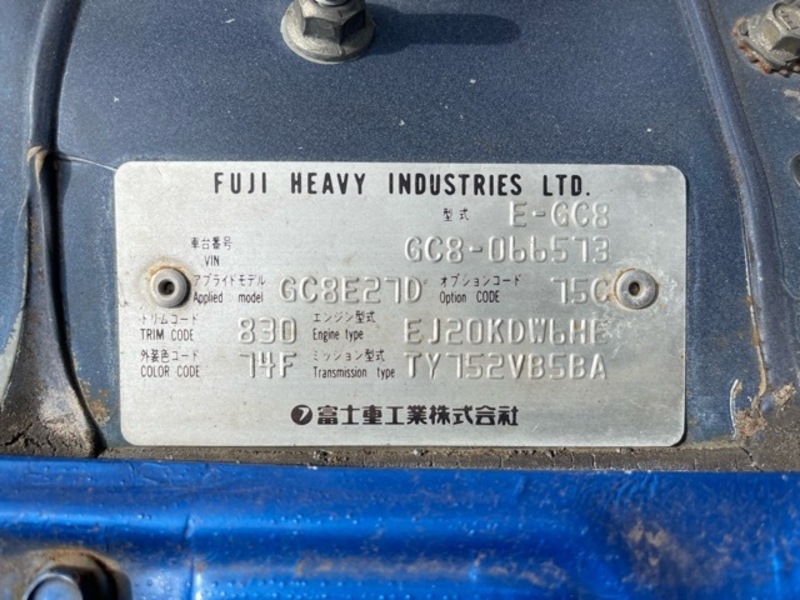 FUJI HEAVY INDUSTRIES LTD.
型式 E-GC8
車台番号 VIN GC8-066573
アプライドモデル Applied model GC8E27D オプションコード Option CODE 75C
トリムコード TRIM CODE 830 エンジン型式 Engine type EJ20KDW6HE
外装色コード COLOR CODE 74F ミッション型式 Transmission type TY752VB5BA
富士重工業株式会社